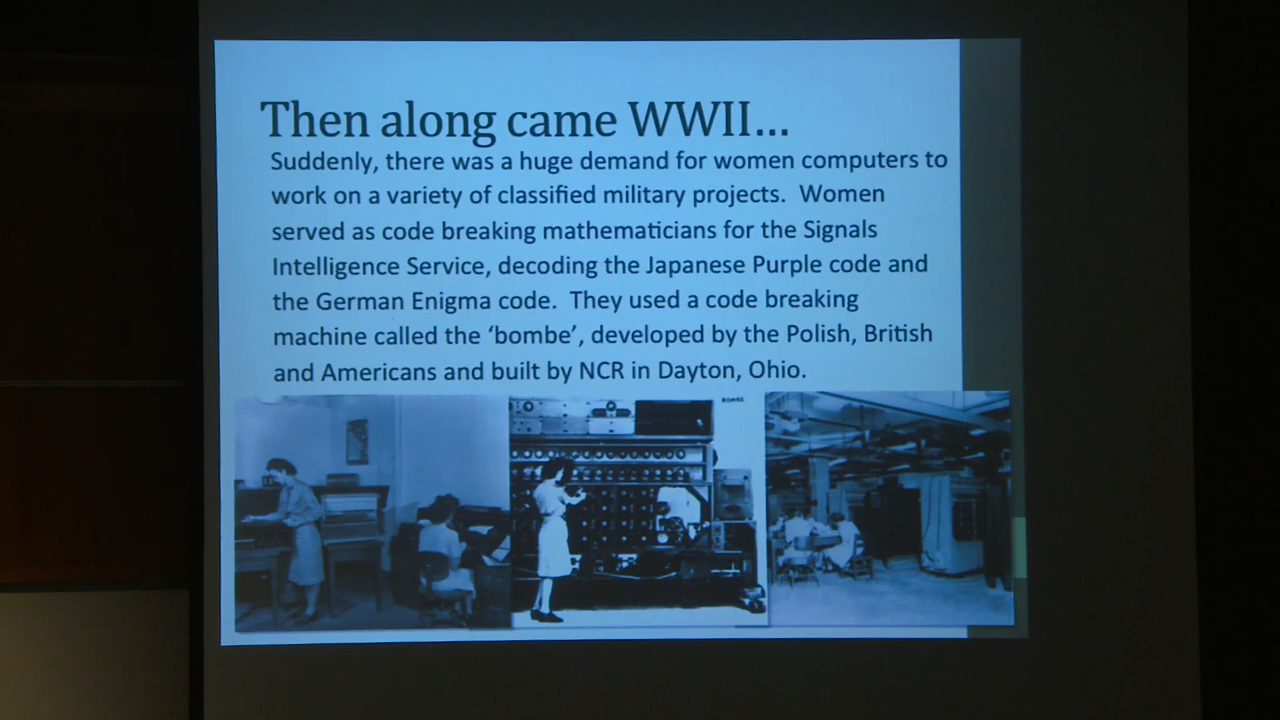 Then along came WWII...
Suddenly, there was a huge demand for women computers to
work on a variety of classified military projects.  Women
served as code breaking mathematicians for the Signals
Intelligence Service, decoding the Japanese Purple code and
the German Enigma code.  They used a code breaking
machine called the ‘bombe’, developed by the Polish, British
and Americans and built by NCR in Dayton, Ohio.
BOMBE